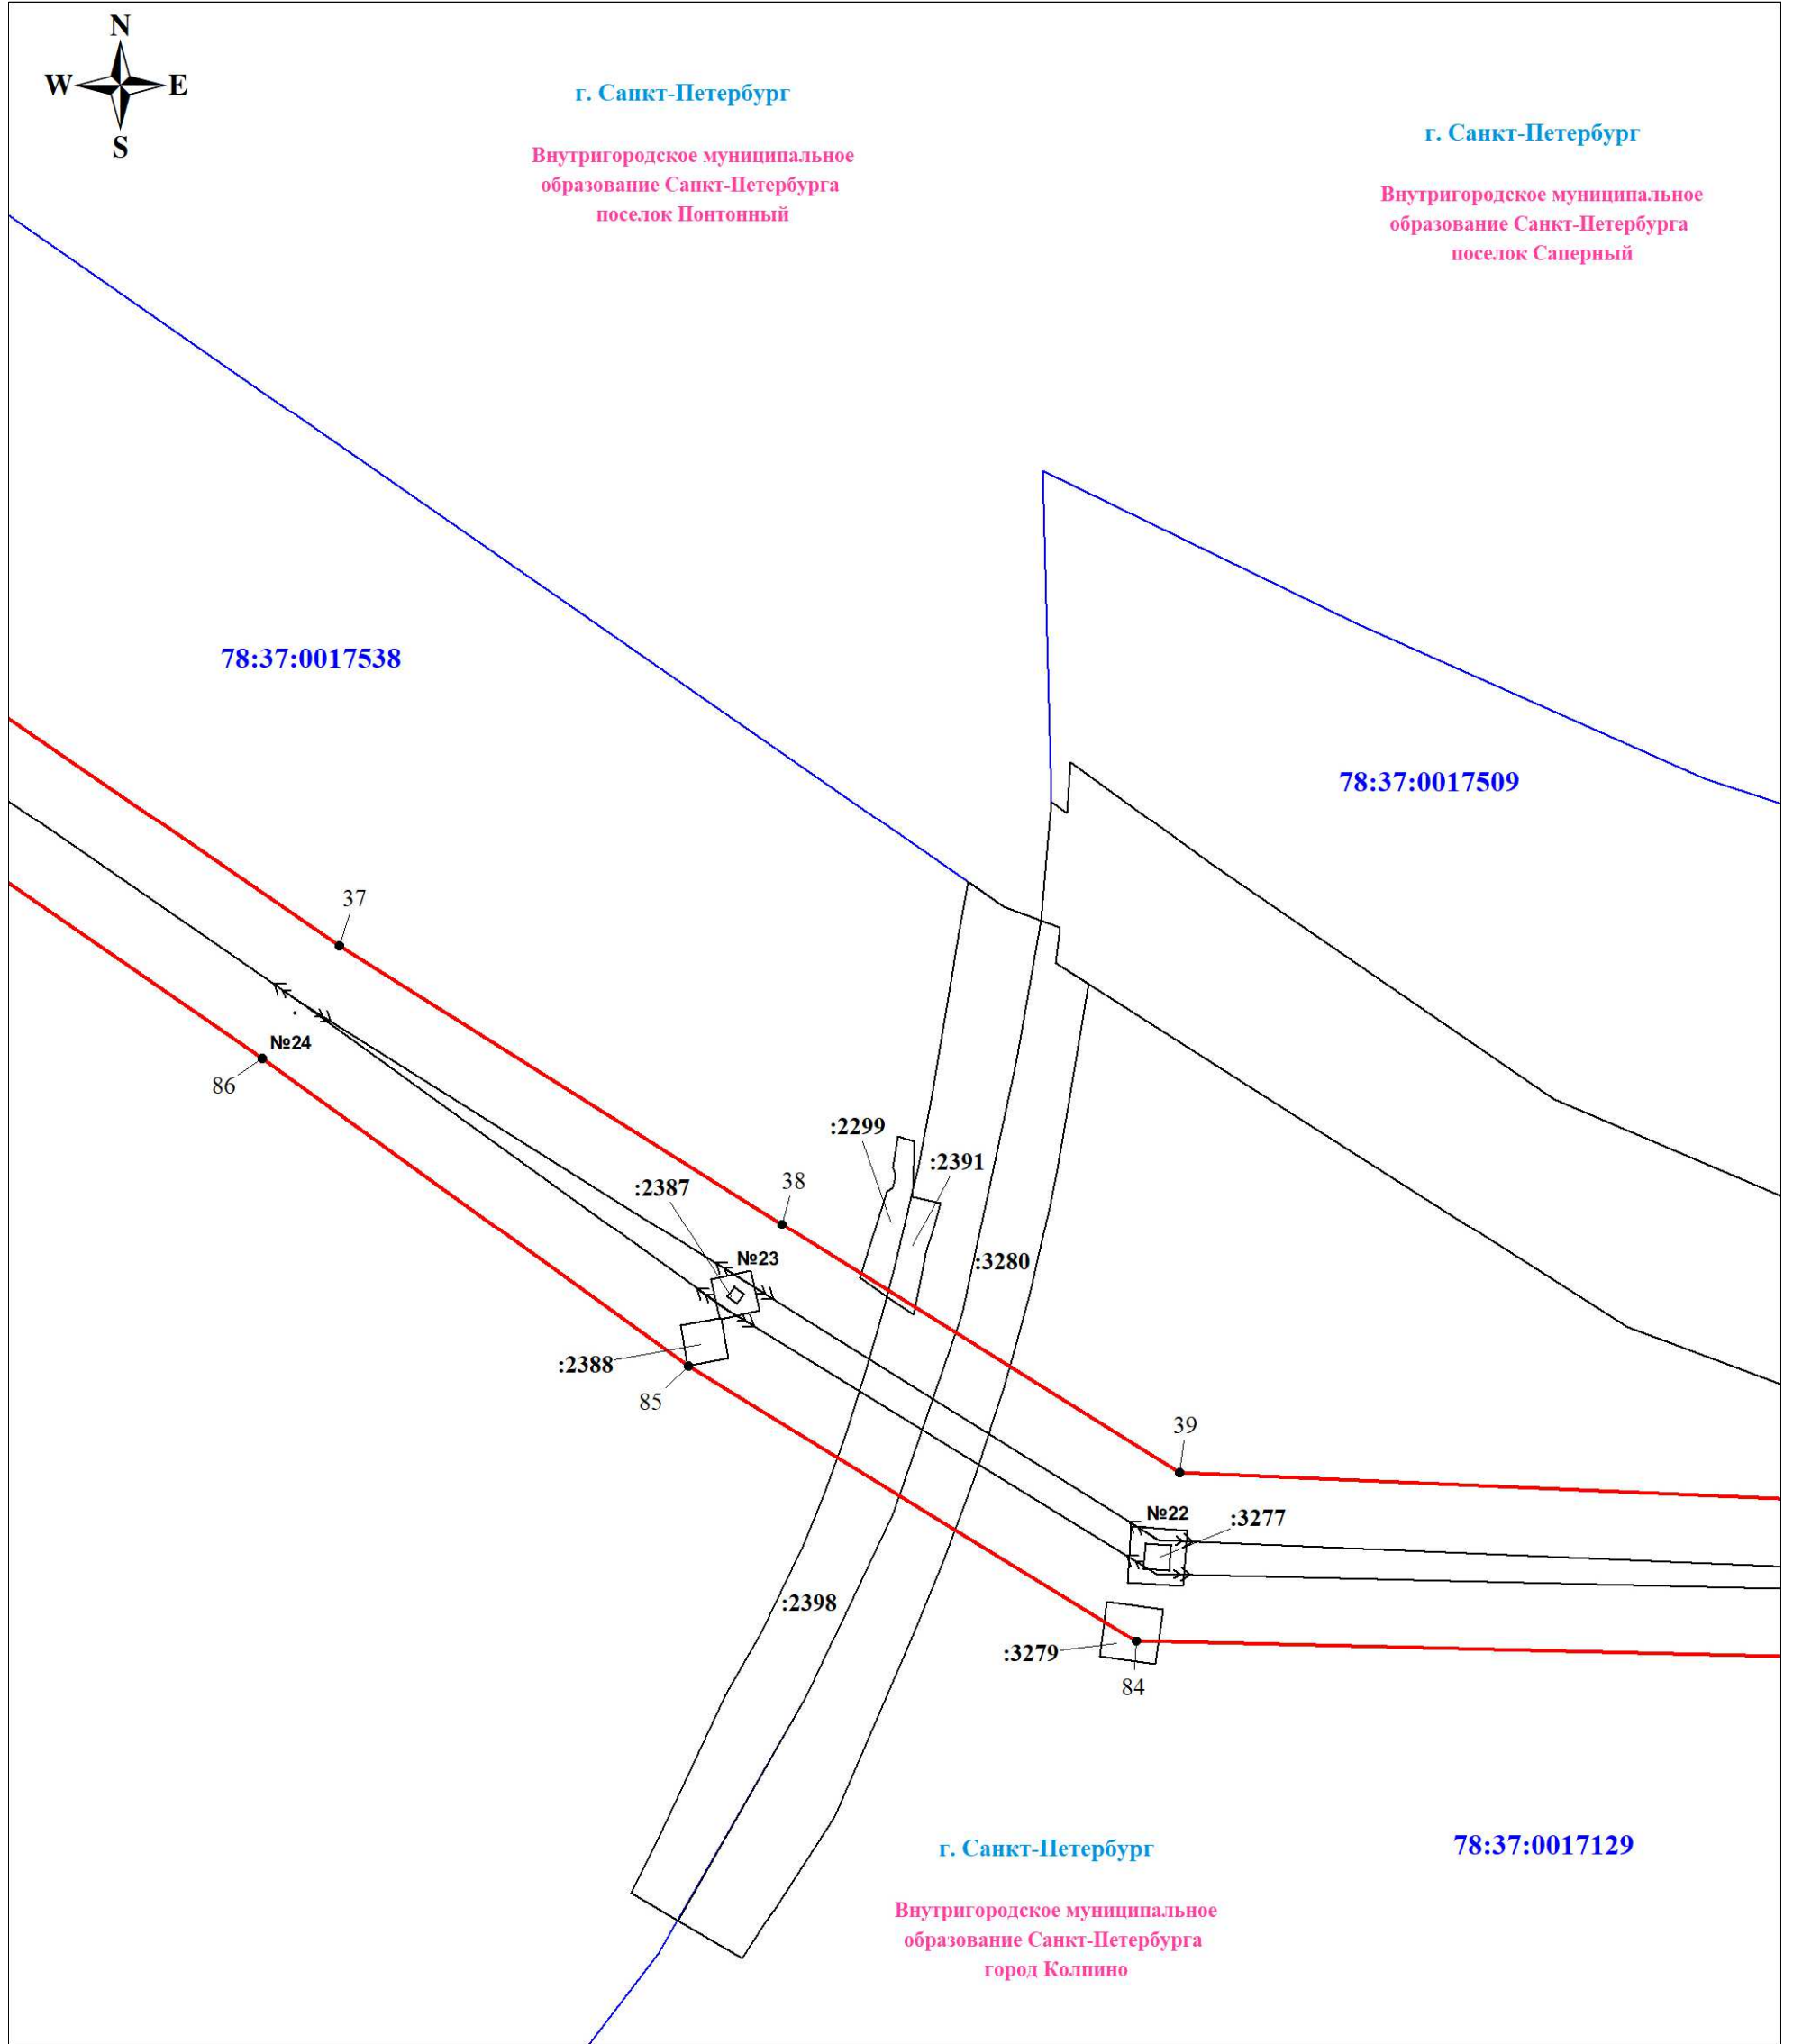 N
W E
S
г. Санкт-Петербург
Внутригородское муниципальное
образование Санкт-Петербурга
поселок Понтонный
г. Санкт-Петербург
Внутригородское муниципальное
образование Санкт-Петербурга
поселок Саперный
78:37:0017538
78:37:0017509
37
№24
86
:2299
:2391
38
:2387
№23
:3280
:2388
85
39
№22
:3277
:2398
:3279
84
г. Санкт-Петербург
78:37:0017129
Внутригородское муниципальное
образование Санкт-Петербурга
город Колпино